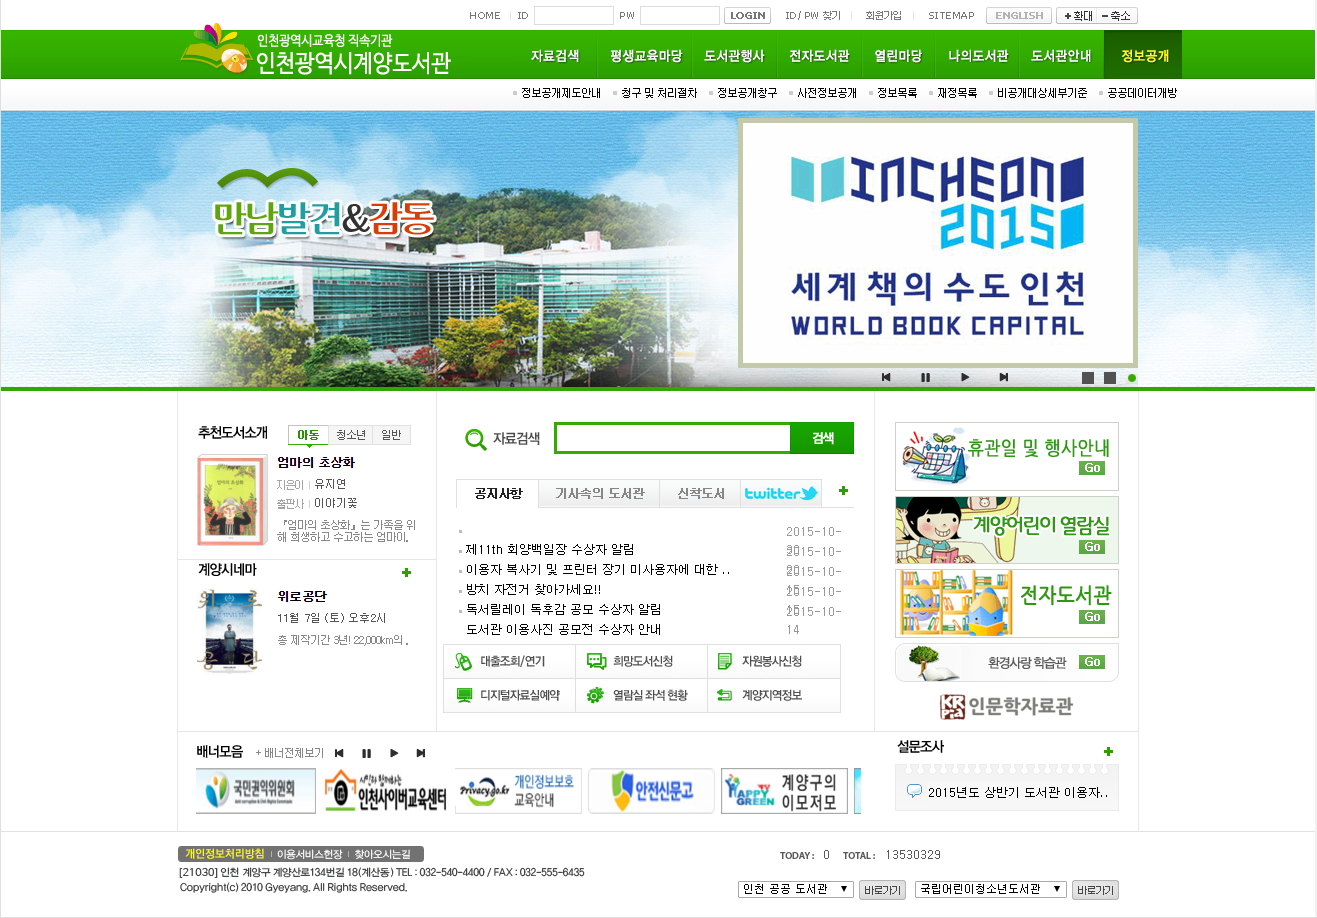 HOME ID PW LOGIN ID / PW 찾기 회원가입 SITEMAP ENGLISH +확대 -축소
인천광역시교육청 직속기관
인천광역시계양도서관
자료검색 평생교육마당 도서관행사 전자도서관 열린마당 나의도서관 도서관안내 정보공개
정보공개제도안내 청구 및 처리절차 정보공개창구 사전정보공개 정보목록 재정목록 비공개대상세부기준 공공데이터개방
만남발견&감동
INCHEON
2015
세계 책의 수도 인천
WORLD BOOK CAPITAL
추천도서소개 아동 청소년 일반
엄마의 초상화
지은이 유지연
출판사 이야기꽃
『엄마의 초상화』는 가족을 위
해 희생하고 수고하는 엄마이.
계양시네마
위로공단
11월 7일 (토) 오후2시
총 제작기간 3년! 22,000km의 .
자료검색 검색
공지사항 기사속의 도서관 신착도서 twitter
2015-10-
제11th 회양백일장 수상자 알림 2015-10-
이용자 복사기 및 프린터 장기 미사용자에 대한 .. 2015-10-
방치 자전거 찾아가세요!! 2015-10-
독서릴레이 독후감 공모 수상자 알림 2015-10-
도서관 이용사진 공모전 수상자 안내 14
대출조회/연기 희망도서신청 자원봉사신청
디지털자료실예약 열람실 좌석 현황 계양지역정보
휴관일 및 행사안내
Go
계양어린이 열람실
Go
전자도서관
Go
환경사랑 학습관 Go
인문학자료관
배너모음 + 배너전체보기
국민권익위원회
인천사이버교육센터
Privacy.go.kr 개인정보보호
교육안내
안전신문고
HAPPY GREEN 계양구의
이모저모
설문조사
2015년도 상반기 도서관 이용자..
개인정보처리방침 이용서비스헌장 찾아오시는길
[21030] 인천 계양구 계양산로134번길 18(계산동) TEL : 032-540-4400 / FAX : 032-555-6435
Copyright(c) 2010 Gyeyang. All Rights Reserved.
TODAY : 0 TOTAL : 13530329
인천 공공 도서관 바로가기 국립어린이청소년도서관 바로가기